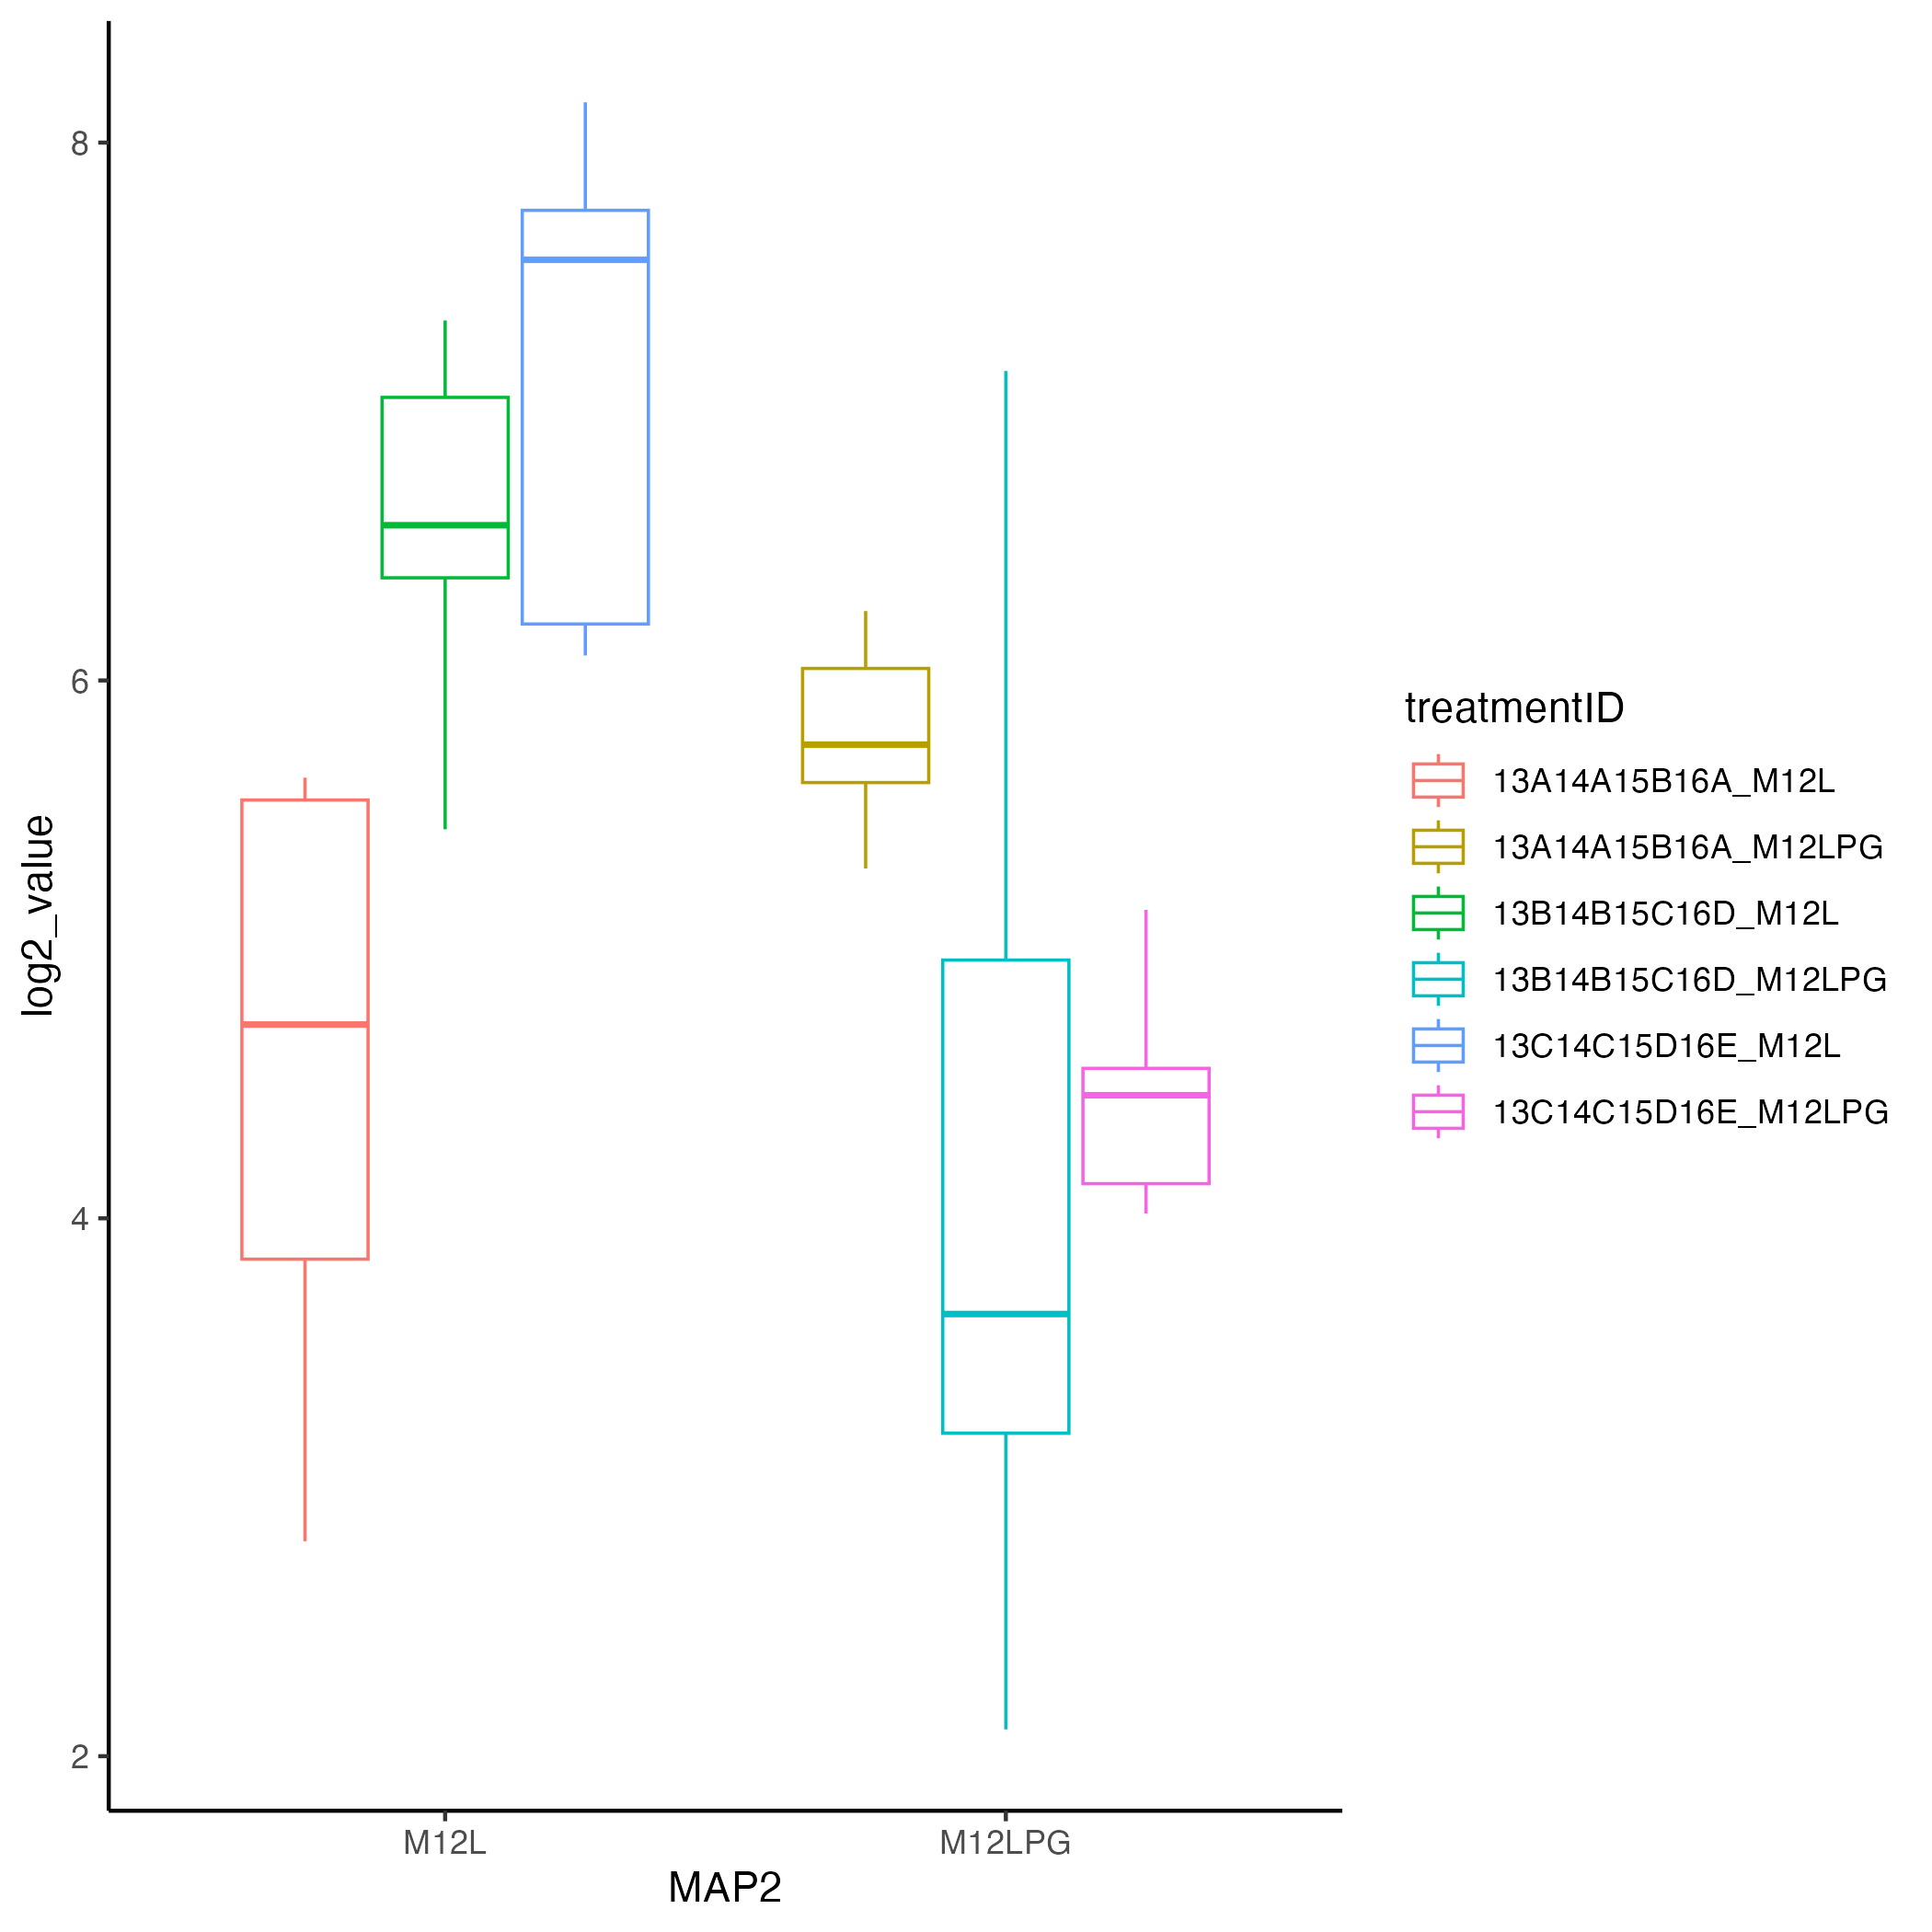 8
6
4
2
log2_value
M12L
M12LPG
MAP2
treatmentID
13A14A15B16A_M12L
13A14A15B16A_M12LPG
13B14B15C16D_M12L
13B14B15C16D_M12LPG
13C14C15D16E_M12L
13C14C15D16E_M12LPG